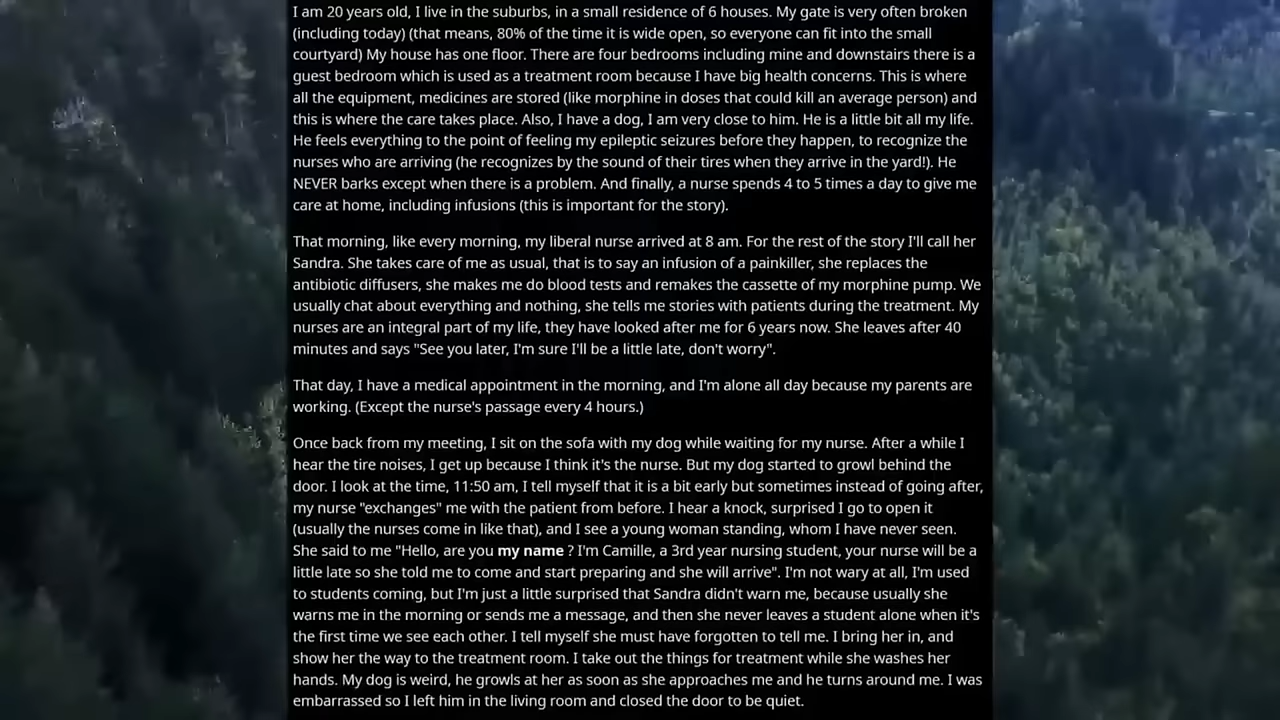 I am 20 years old, I live in the suburbs, in a small residence of 6 houses. My gate is very often broken
(including today) (that means, 80% of the time it is wide open, so everyone can fit into the small
courtyard) My house has one floor. There are four bedrooms including mine and downstairs there is a
guest bedroom which is used as a treatment room because I have big health concerns. This is where
all the equipment, medicines are stored (like morphine in doses that could kill an average person) and
this is where the care takes place. Also, I have a dog, I am very close to him. He is a little bit all my life.
He feels everything to the point of feeling my epileptic seizures before they happen, to recognize the
nurses who are arriving (he recognizes by the sound of their tires when they arrive in the yard!). He
NEVER barks except when there is a problem. And finally, a nurse spends 4 to 5 times a day to give me
care at home, including infusions (this is important for the story).
That morning, like every morning, my liberal nurse arrived at 8 am. For the rest of the story I'll call her
Sandra. She takes care of me as usual, that is to say an infusion of a painkiller, she replaces the
antibiotic diffusers, she makes me do blood tests and remakes the cassette of my morphine pump. We
usually chat about everything and nothing, she tells me stories with patients during the treatment. My
nurses are an integral part of my life, they have looked after me for 6 years now. She leaves after 40
minutes and says "See you later, I'm sure I'll be a little late, don't worry".
That day, I have a medical appointment in the morning, and I'm alone all day because my parents are
working. (Except the nurse's passage every 4 hours.)
Once back from my meeting, I sit on the sofa with my dog while waiting for my nurse. After a while I
hear the tire noises, I get up because I think it's the nurse. But my dog started to growl behind the
door. I look at the time, 11:50 am, I tell myself that it is a bit early but sometimes instead of going after,
my nurse "exchanges" me with the patient from before. I hear a knock, surprised I go to open it
(usually the nurses come in like that), and I see a young woman standing, whom I have never seen.
She said to me "Hello, are you my name ? I'm Camille, a 3rd year nursing student, your nurse will be a
little late so she told me to come and start preparing and she will arrive". I'm not wary at all, I'm used
to students coming, but I'm just a little surprised that Sandra didn't warn me, because usually she
warns me in the morning or sends me a message, and then she never leaves a student alone when it's
the first time we see each other. I tell myself she must have forgotten to tell me. I bring her in, and
show her the way to the treatment room. I take out the things for treatment while she washes her
hands. My dog is weird, he growls at her as soon as she approaches me and he turns around me. I was
embarrassed so I left him in the living room and closed the door to be quiet.